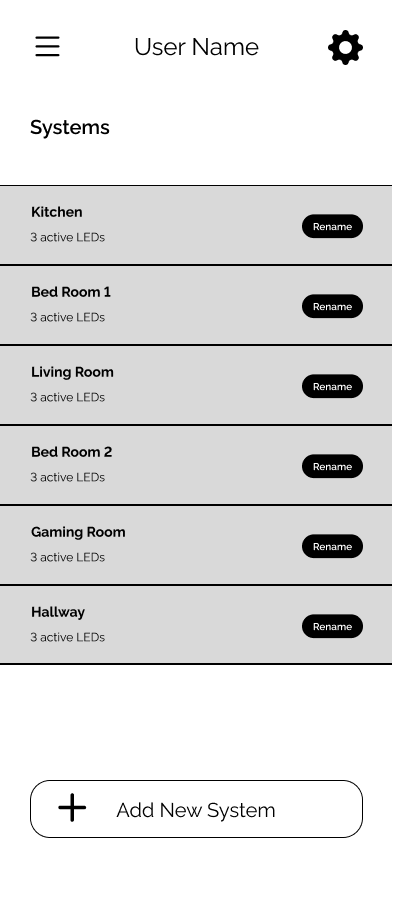 User Name
Systems
Kitchen
3 active LEDs
Rename
Bed Room 1
3 active LEDs
Rename
Living Room
3 active LEDs
Rename
Bed Room 2
3 active LEDs
Rename
Gaming Room
3 active LEDs
Rename
Hallway
3 active LEDs
Rename
Add New System